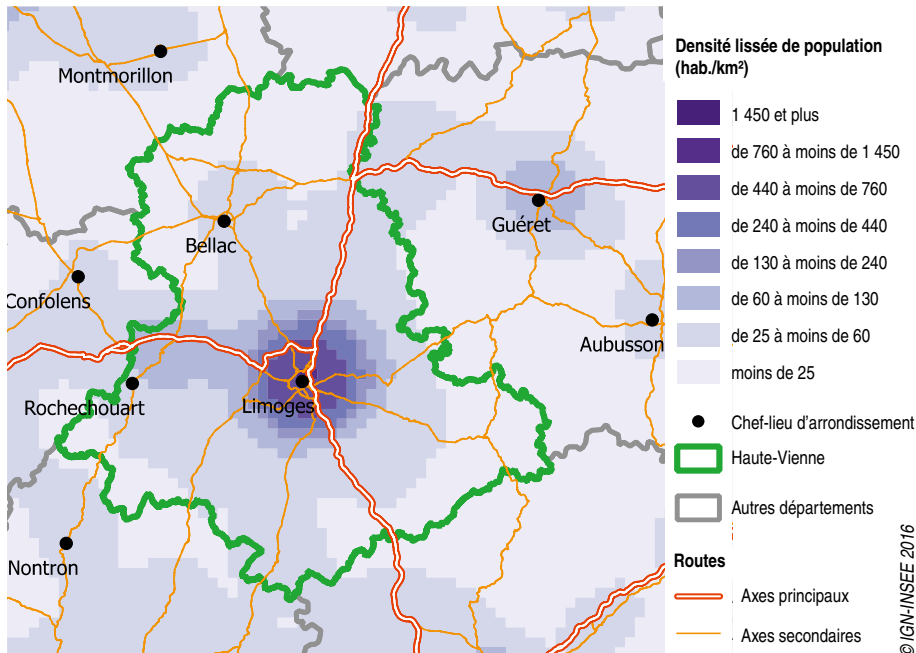 Montmorillon
Bellac
Guéret
Confolens
Aubusson
Rochechouart
Limoges
Nontron
Densité lissée de population
(hab./km²)
1 450 et plus
de 760 à moins de 1 450
de 440 à moins de 760
de 240 à moins de 440
de 130 à moins de 240
de 60 à moins de 130
de 25 à moins de 60
moins de 25
Chef-lieu d'arrondissement
Haute-Vienne
Autres départements
Routes
Axes principaux
Axes secondaires
© IGN-INSEE 2016